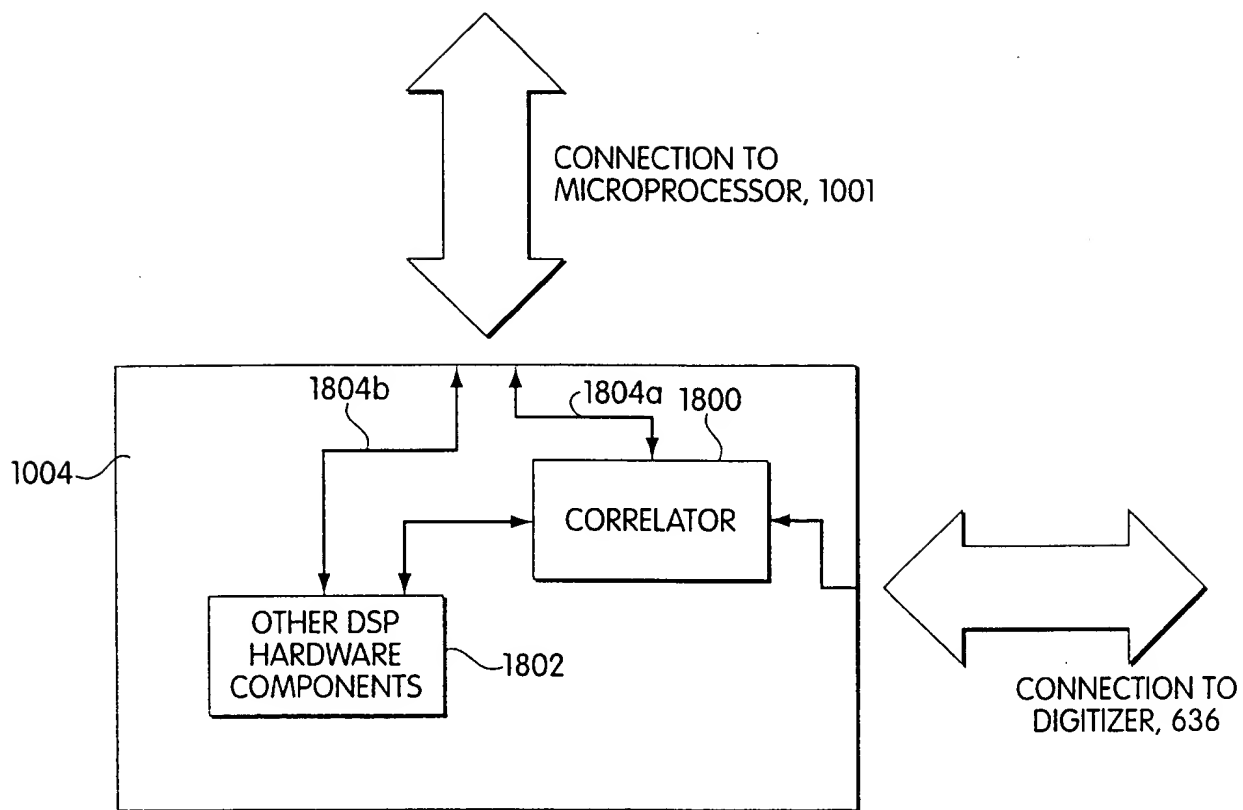 CONNECTION TO
MICROPROCESSOR, 1001
1804b
1804a
1800
1004
CORRELATOR
OTHER DSP
HARDWARE
COMPONENTS
1802
CONNECTION TO
DIGITIZER, 636